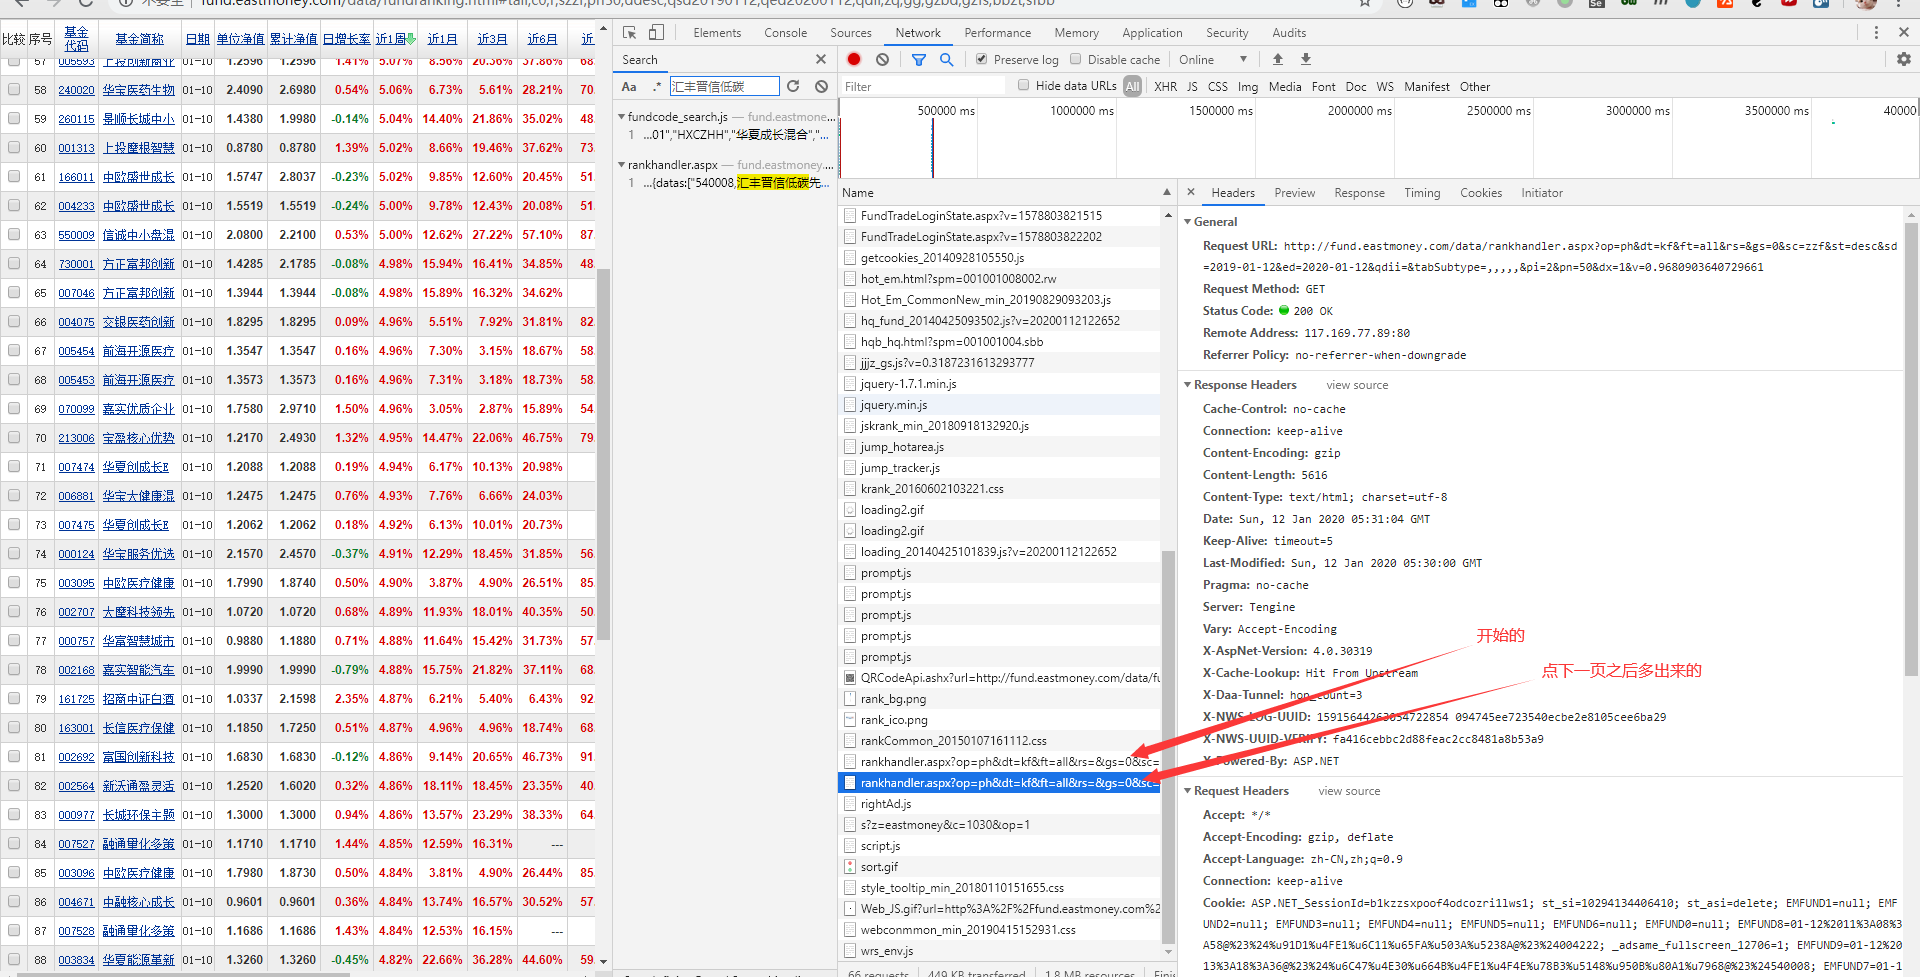 不安全 | fund.eastmoney.com/data/fundranking.html#tall;c0;r;szzf;pn50;ddesc;qsd20190112;qed20200112;qdii;zq;gg;gzbd;gzfs;bbzt;sfbb
比较 序号 基金代码 基金简称 日期 单位净值 累计净值 日增长率 近1周 近1月 近3月 近6月 近
57 005593 上投创新商业 01-10 1.2596 1.2596 1.41% 5.07% 8.56% 20.36% 37.86% 68.
58 240020 华宝医药生物 01-10 2.4090 2.6980 0.54% 5.06% 6.73% 5.61% 28.21% 70.
59 260115 景顺长城中小 01-10 1.4380 1.9980 -0.14% 5.04% 14.40% 21.86% 35.02% 48.
60 001313 上投摩根智慧 01-10 0.8780 0.8780 1.39% 5.02% 8.66% 19.46% 37.62% 73.
61 166011 中欧盛世成长 01-10 1.5747 2.8037 -0.23% 5.02% 9.85% 12.60% 20.45% 51.
62 004233 中欧盛世成长 01-10 1.5519 1.5519 -0.24% 5.00% 9.78% 12.43% 20.08% 51.
63 550009 信诚中小盘混 01-10 2.0800 2.2100 0.53% 5.00% 12.62% 27.22% 57.10% 87.
64 730001 方正富邦创新 01-10 1.4285 2.1785 -0.08% 4.98% 15.94% 16.41% 34.85% 48.
65 007046 方正富邦创新 01-10 1.3944 1.3944 -0.08% 4.98% 15.89% 16.32% 34.62%
66 004075 交银医药创新 01-10 1.8295 1.8295 0.09% 4.96% 5.51% 7.92% 31.81% 82.
67 005454 前海开源医疗 01-10 1.3547 1.3547 0.16% 4.96% 7.30% 3.15% 18.67% 58.
68 005453 前海开源医疗 01-10 1.3573 1.3573 0.16% 4.96% 7.31% 3.18% 18.73% 58.
69 070099 嘉实优质企业 01-10 1.7580 2.9710 1.50% 4.96% 3.05% 2.87% 15.89% 54.
70 213006 宝盈核心优势 01-10 1.2170 2.4930 1.32% 4.95% 14.47% 22.06% 46.75% 79.
71 007474 华夏创成长E 01-10 1.2088 1.2088 0.19% 4.94% 6.17% 10.13% 20.98%
72 006881 华宝大健康混 01-10 1.2475 1.2475 0.76% 4.93% 7.76% 6.66% 24.03%
73 007475 华夏创成长E 01-10 1.2062 1.2062 0.18% 4.92% 6.13% 10.01% 20.73%
74 000124 华宝服务优选 01-10 2.1570 2.4570 -0.37% 4.91% 12.29% 18.45% 31.85% 56.
75 003095 中欧医疗健康 01-10 1.7990 1.8740 0.50% 4.90% 3.87% 4.90% 26.51% 85.
76 002707 大摩科技领先 01-10 1.0720 1.0720 0.68% 4.89% 11.93% 18.01% 40.35% 50.
77 000757 华富智慧城市 01-10 0.9880 1.1880 0.71% 4.88% 11.64% 15.42% 31.73% 57.
78 002168 嘉实智能汽车 01-10 1.9990 1.9990 -0.79% 4.88% 15.75% 21.82% 37.11% 68.
79 161725 招商中证白酒 01-10 1.0337 2.1598 2.35% 4.87% 6.21% 5.40% 6.43% 92.
80 163001 长信医疗保健 01-10 1.1850 1.7250 0.51% 4.87% 4.96% 4.96% 18.74% 68.
81 002692 富国创新科技 01-10 1.6830 1.6830 -0.12% 4.86% 9.14% 20.65% 46.73% 91.
82 002564 新沃通盈灵活 01-10 1.2520 1.6020 0.32% 4.86% 18.11% 18.45% 23.35% 40.
83 000977 长城环保主题 01-10 1.3000 1.3000 0.94% 4.86% 13.57% 23.29% 38.33% 64.
84 007527 融通量化多策 01-10 1.1710 1.1710 1.44% 4.85% 12.59% 16.31% ---
85 003096 中欧医疗健康 01-10 1.7980 1.8730 0.50% 4.84% 3.81% 4.90% 26.44% 85.
86 004671 中融核心成长 01-10 0.9601 0.9601 0.36% 4.84% 13.74% 16.57% 30.52% 57.
87 007528 融通量化多策 01-10 1.1686 1.1686 1.43% 4.84% 12.53% 16.15% ---
88 003834 华夏能源革新 01-10 1.3260 1.3260 -0.45% 4.82% 22.66% 36.28% 44.60% 59.
Elements Console Sources Network Performance Memory Application Security Audits
Search
Aa .* 汇丰晋信低碳
fundcode_search.js — fund.eastmone...
1 ...01","HXCZHH","华夏成长混合","...
rankhandler.aspx — fund.eastmoney....
1 ...{datas:["540008,汇丰晋信低碳先...
Preserve log Disable cache Online
Filter Hide data URLs All XHR JS CSS Img Media Font Doc WS Manifest Other
500000 ms 1000000 ms 1500000 ms 2000000 ms 2500000 ms 3000000 ms 3500000 ms 40000
Name
FundTradeLoginState.aspx?v=1578803821515
FundTradeLoginState.aspx?v=1578803822202
getcookies_20140928105550.js
hot_em.html?spm=001001008002.rw
Hot_Em_CommonNew_min_20190829093203.js
hq_fund_20140425093502.js?v=20200112122652
hqb_hq.html?spm=001001004.sbb
jjjz_gs.js?v=0.3187231613293777
jquery-1.7.1.min.js
jquery.min.js
jskrank_min_20180918132920.js
jump_hotarea.js
jump_tracker.js
krank_20160602103221.css
loading2.gif
loading2.gif
loading_20140425101839.js?v=20200112122652
prompt.js
prompt.js
prompt.js
prompt.js
prompt.js
QRCodeApi.ashx?url=http://fund.eastmoney.com/data/fu
rank_bg.png
rank_ico.png
rankCommon_20150107161112.css
rankhandler.aspx?op=ph&dt=kf&ft=all&rs=&gs=0&sc=
rankhandler.aspx?op=ph&dt=kf&ft=all&rs=&gs=0&sc=
rightAd.js
s?z=eastmoney&c=1030&op=1
script.js
sort.gif
style_tooltip_min_20180110151655.css
Web_JS.gif?url=http%3A%2F%2Ffund.eastmoney.com%2
webconmmon_min_20190415152931.css
wrs_env.js
66 requests 449 KB transferred 1.8 MB resources Finis
Headers Preview Response Timing Cookies Initiator
General
Request URL: http://fund.eastmoney.com/data/rankhandler.aspx?op=ph&dt=kf&ft=all&rs=&gs=0&sc=zzf&st=desc&sd
=2019-01-12&ed=2020-01-12&qdii=&tabSubtype=,,,,,&pi=2&pn=50&dx=1&v=0.9680903640729661
Request Method: GET
Status Code: 200 OK
Remote Address: 117.169.77.89:80
Referrer Policy: no-referrer-when-downgrade
Response Headers view source
Cache-Control: no-cache
Connection: keep-alive
Content-Encoding: gzip
Content-Length: 5616
Content-Type: text/html; charset=utf-8
Date: Sun, 12 Jan 2020 05:31:04 GMT
Keep-Alive: timeout=5
Last-Modified: Sun, 12 Jan 2020 05:30:00 GMT
Pragma: no-cache
Server: Tengine
Vary: Accept-Encoding
X-AspNet-Version: 4.0.30319
X-Cache-Lookup: Hit From Upstream
X-Daa-Tunnel: hop_count=3
X-NWS-LOG-UUID: 15915644263054722854 094745ee723540ecbe2e8105cee6ba29
X-NWS-UUID-VERIFY: fa416cebbc2d88feac2cc8481a8b53a9
X-Powered-By: ASP.NET
开始的
点下一页之后多出来的
Request Headers view source
Accept: */*
Accept-Encoding: gzip, deflate
Accept-Language: zh-CN,zh;q=0.9
Connection: keep-alive
Cookie: ASP.NET_SessionId=b1kzzsxpoof4odcozri1lws1; st_si=10294134406410; st_asi=delete; EMFUND1=null; EMF
UND2=null; EMFUND3=null; EMFUND4=null; EMFUND5=null; EMFUND6=null; EMFUND0=null; EMFUND8=01-12%2011%3A08%3
A58@%23%24%u91D1%u4FE1%u6C11%u65FA%u503A%u5238A@%23%24004222; _adsame_fullscreen_12706=1; EMFUND9=01-12%20
13%3A18%3A36@%23%24%u6C47%u4E30%u664B%u4FE1%u4F4E%u78B3%u5148%u950B%u80A1%u7968@%23%24540008; EMFUND7=01-1